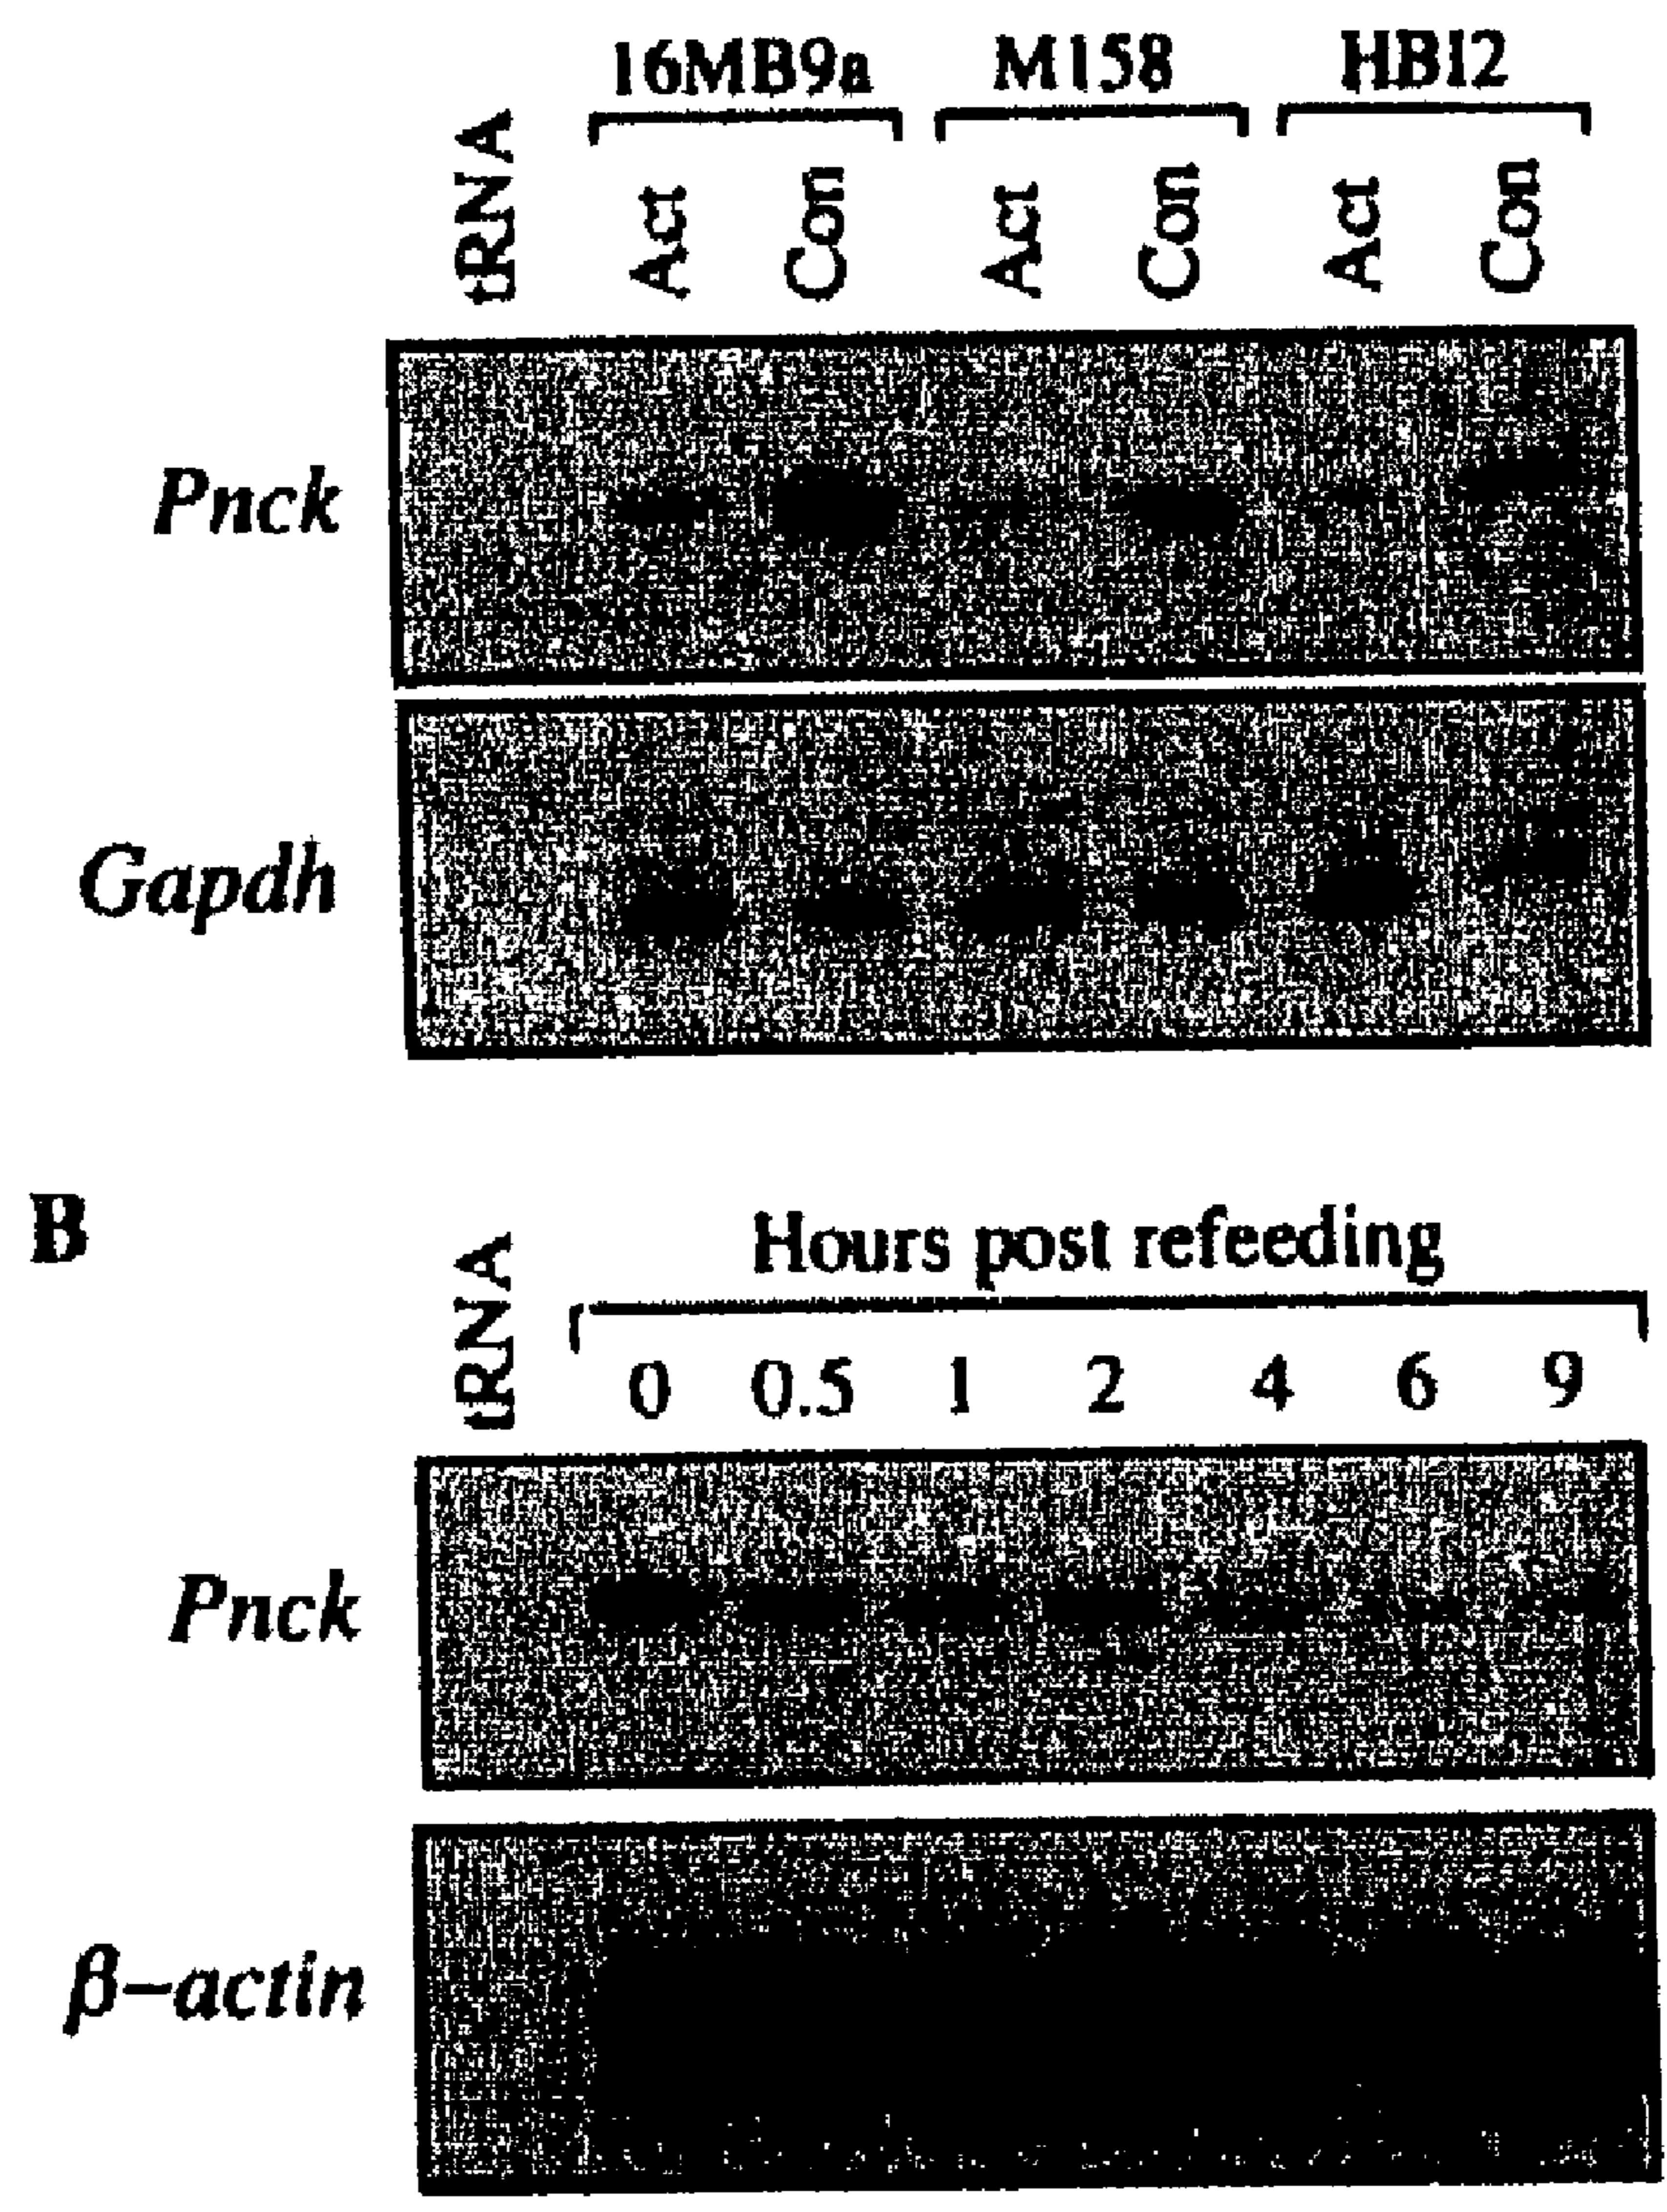 16MB9a M158 HBI2
tRNA Act Con Act Con Act Con
Pnck
Gapdh
B
Hours post refeeding
tRNA 0 0.5 1 2 4 6 9
Pnck
β-actin